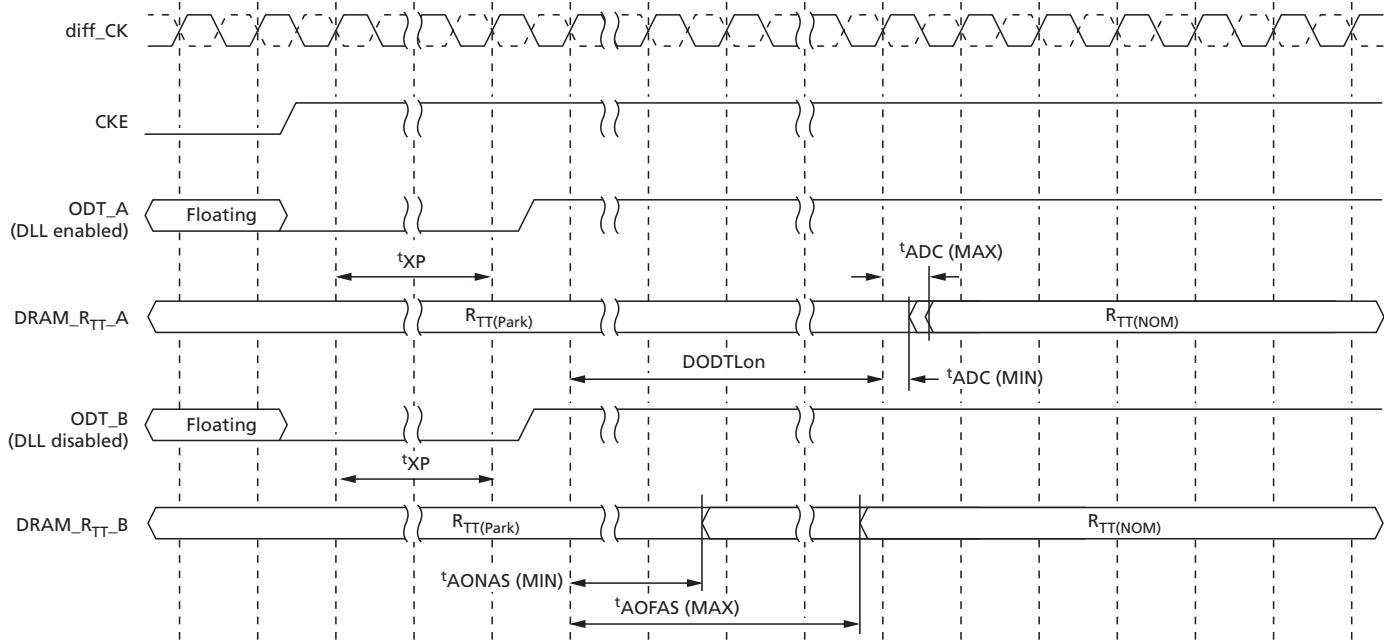 diff_CK
CKE
ODT_A
(DLL enabled)
Floating
tXP
tADC (MAX)
DRAM_RTT_A
RTT(Park)
RTT(NOM)
DODTLon
tADC (MIN)
ODT_B
(DLL disabled)
Floating
tXP
DRAM_RTT_B
RTT(Park)
RTT(NOM)
tAONAS (MIN)
tAOFAS (MAX)